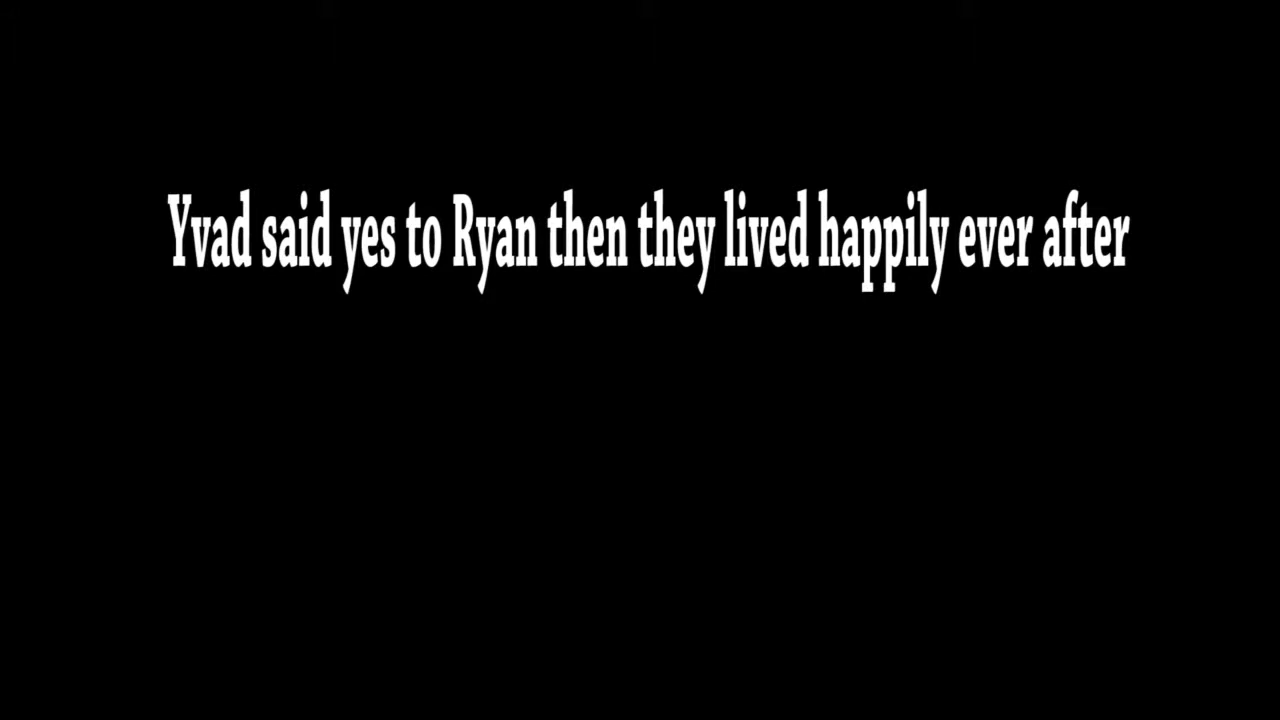 Yvad said yes to Ryan then they lived happily ever after